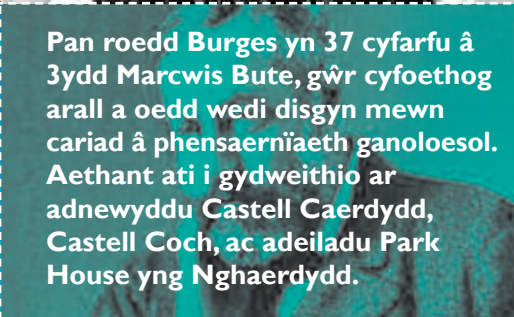 Pan roedd Burges yn 37 cyfarfu â
3ydd Marcwis Bute, gŵr cyfoethog
arall a oedd wedi disgyn mewn
cariad â phensaernïaeth ganoloesol.
Aethant ati i gydweithio ar
adnewyddu Castell Caerdydd,
Castell Coch, ac adeiladu Park
House yng Nghaerdydd.